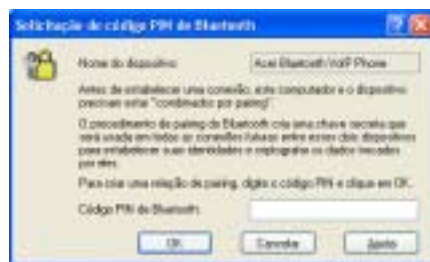 Solicitação de código PIN de Bluetooth
Nome do dispositivo: Acer Bluetooth VoIP Phone
Antes de estabelecer uma conexão, este computador e o dispositivo
precisam estar "combinados por pairing".
O procedimento de pairing do Bluetooth cria uma chave secreta que
será usada em todas as conexões futuras entre esses dois dispositivos
para estabelecer suas identidades e criptografar os dados trocados
por eles.
Para criar uma relação de pairing, digite o código PIN e clique em OK.
Código PIN de Bluetooth:
OK Cancelar Ajuda